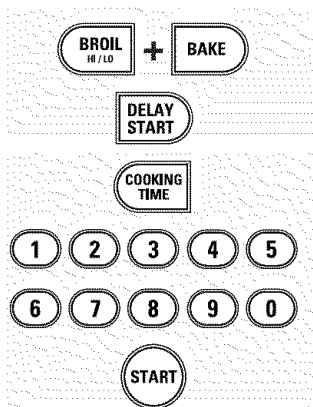 BROIL + BAKE
HI / LO
DELAY
START
COOKING
TIME
1 2 3 4 5
6 7 8 9 0
START